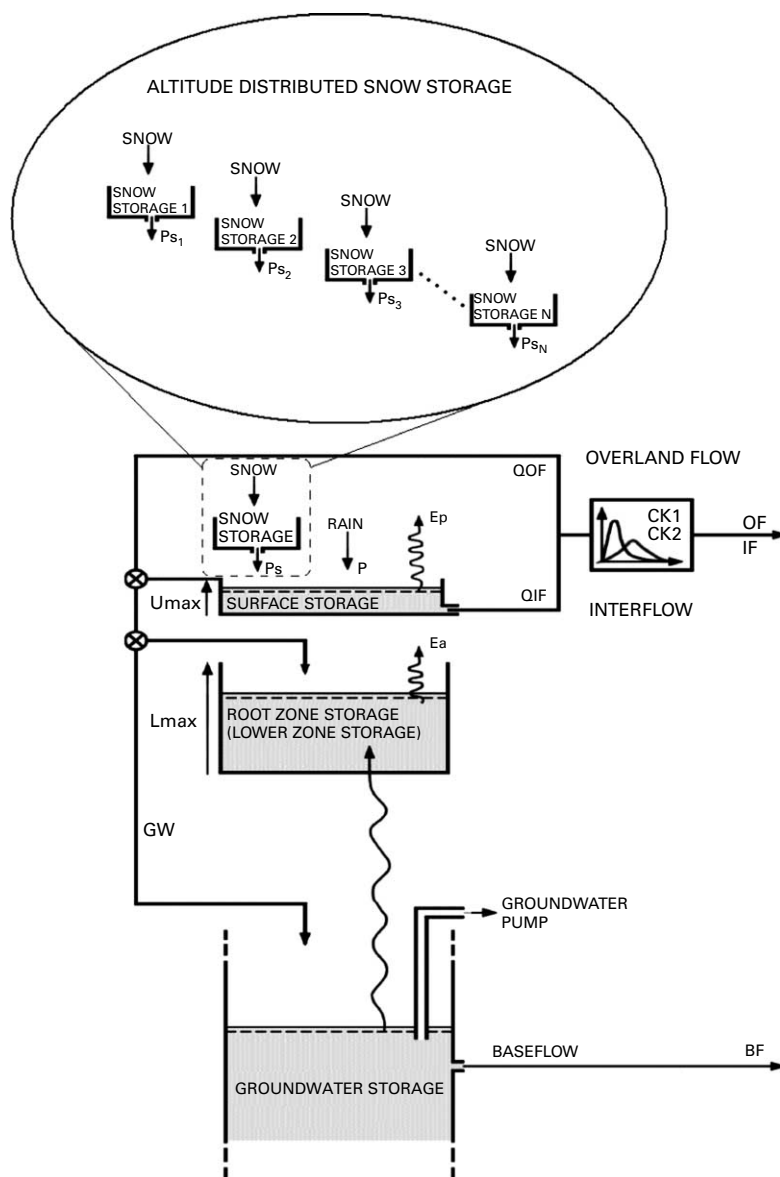 ALTITUDE DISTRIBUTED SNOW STORAGE
SNOW
SNOW
STORAGE 1
Ps1
SNOW
SNOW
STORAGE 2
Ps2
SNOW
SNOW
STORAGE 3
Ps3
SNOW
SNOW
STORAGE N
PsN
SNOW
SNOW
STORAGE
Ps
RAIN
P
Ep
QOF
OVERLAND FLOW
CK1
CK2
OF
IF
Umax
SURFACE STORAGE
QIF
INTERFLOW
Ea
Lmax
ROOT ZONE STORAGE
(LOWER ZONE STORAGE)
GW
GROUNDWATER
PUMP
BASEFLOW
BF
GROUNDWATER STORAGE